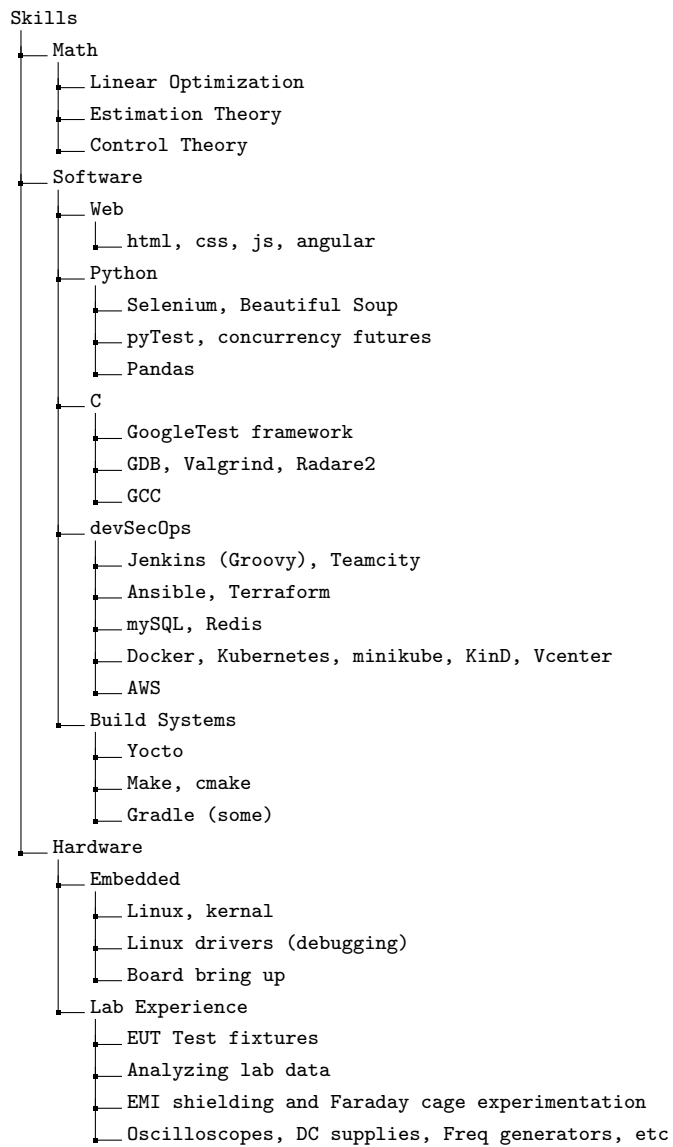 Skills
Math
Linear Optimization
Estimation Theory
Control Theory
Software
Web
html, css, js, angular
Python
Selenium, Beautiful Soup
pyTest, concurrency futures
Pandas
C
GoogleTest framework
GDB, Valgrind, Radare2
GCC
devSecOps
Jenkins (Groovy), Teamcity
Ansible, Terraform
mySQL, Redis
Docker, Kubernetes, minikube, KinD, Vcenter
AWS
Build Systems
Yocto
Make, cmake
Gradle (some)
Hardware
Embedded
Linux, kernal
Linux drivers (debugging)
Board bring up
Lab Experience
EUT Test fixtures
Analyzing lab data
EMI shielding and Faraday cage experimentation
Oscilloscopes, DC supplies, Freq generators, etc